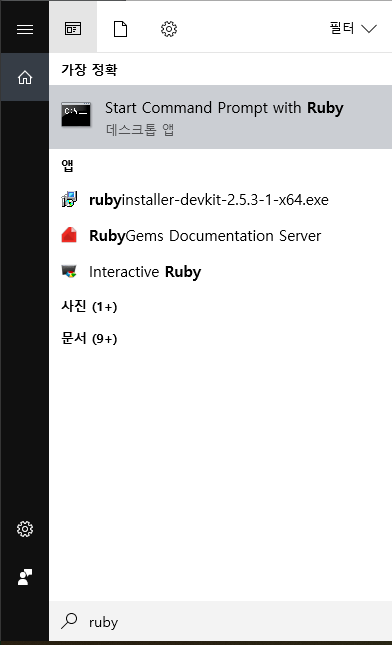 필터
가장 정확
Start Command Prompt with Ruby
데스크톱 앱
앱
rubyinstaller-devkit-2.5.3-1-x64.exe
RubyGems Documentation Server
Interactive Ruby
사진 (1+)
문서 (9+)
ruby